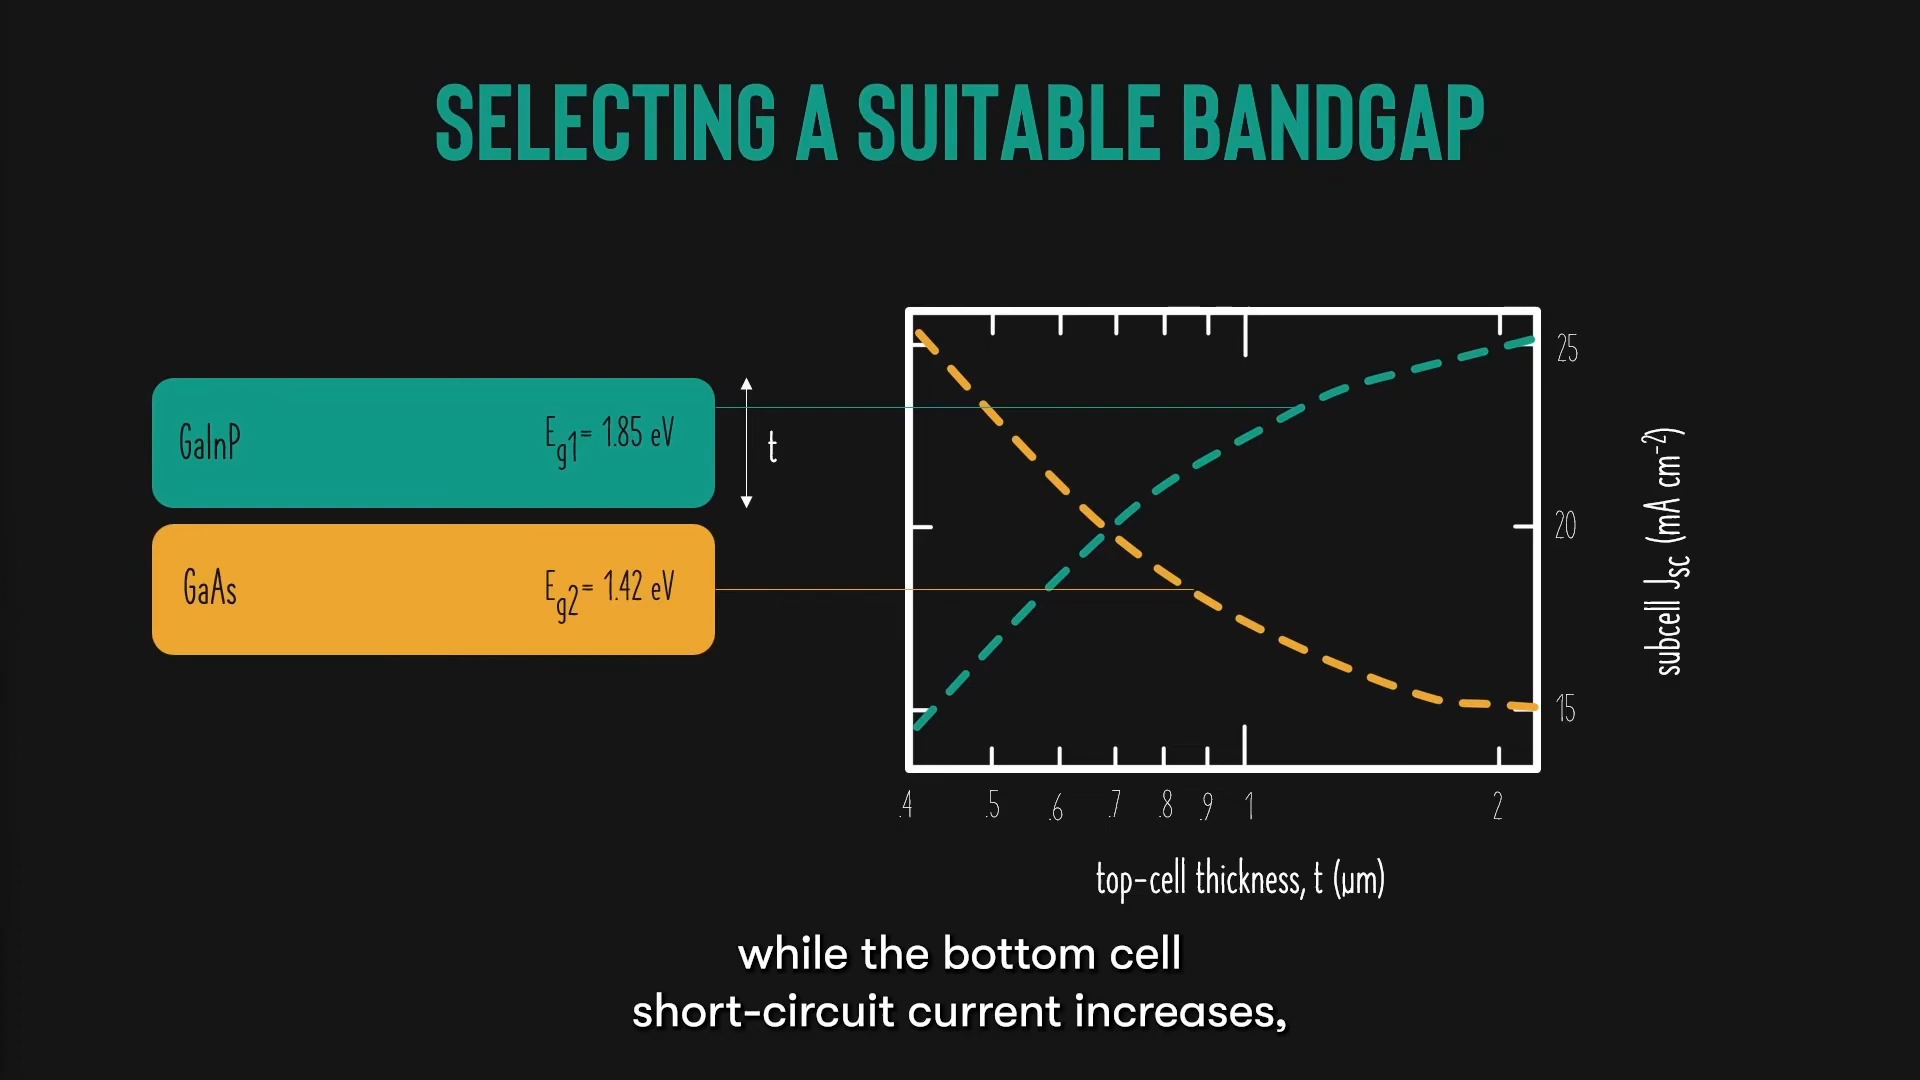 SELECTING A SUITABLE BANDGAP
GaInP
Eg1= 1.85 eV
t
GaAs
Eg2= 1.42 eV
25
20
15
subcell JSC (mA cm⁻²)
.4 .5 .6 .7 .8 .9 1 2
top-cell thickness, t (µm)
while the bottom cell
short-circuit current increases,